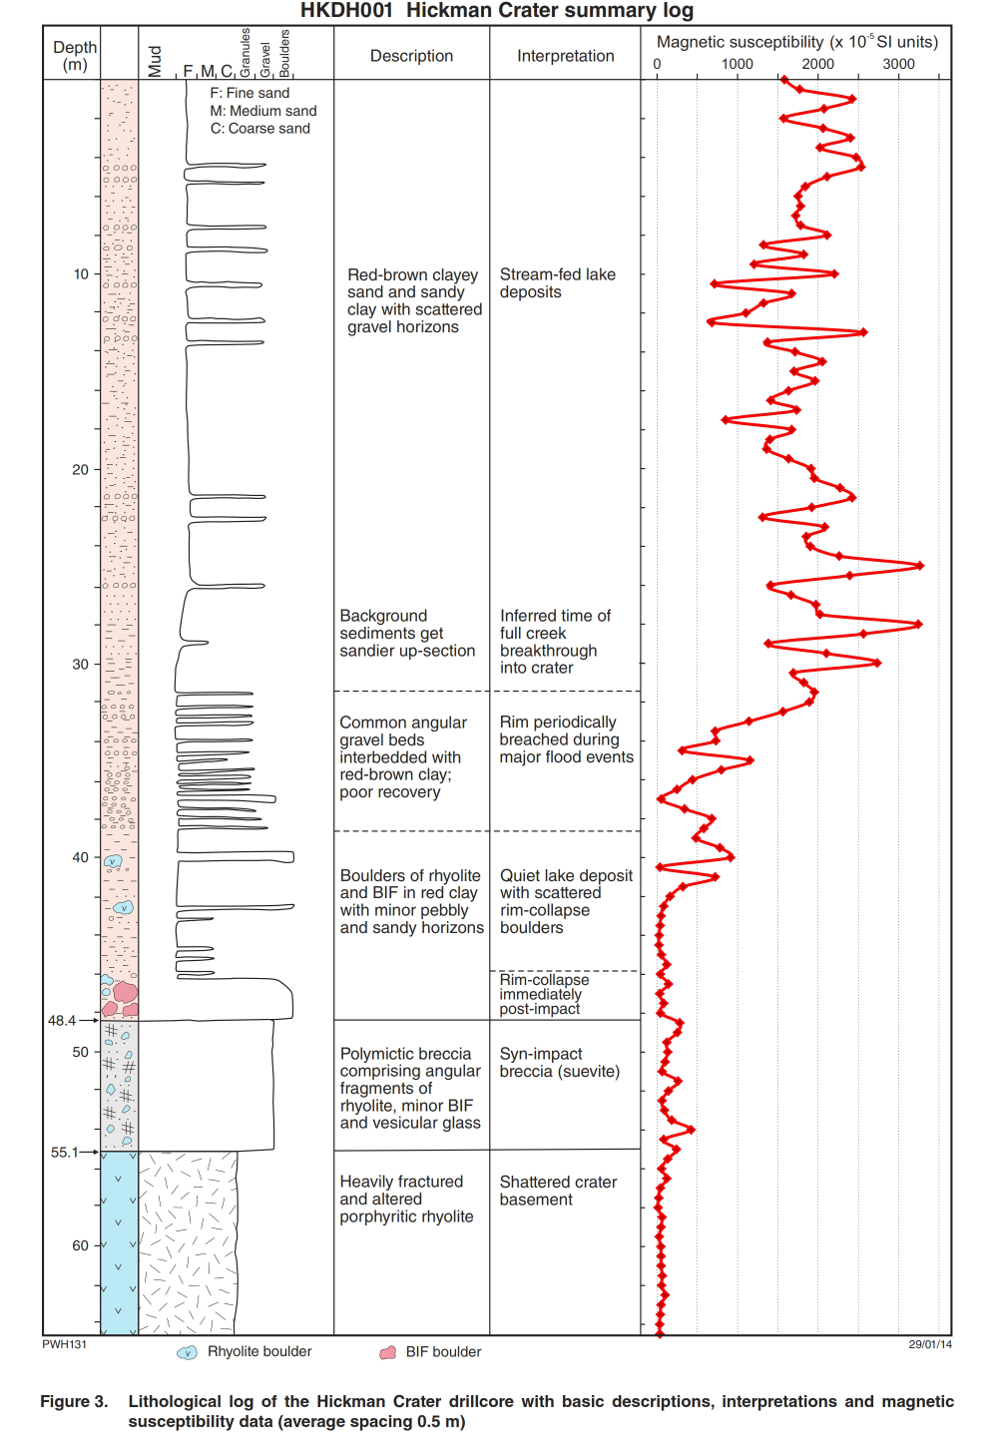 HKDH001 Hickman Crater summary log
Depth
(m)
Mud
F
M
C
Granules
Gravel
Boulders
Description
Interpretation
Magnetic susceptibility (x 10-5 SI units)
0
1000
2000
3000
F: Fine sand
M: Medium sand
C: Coarse sand
10
Red-brown clayey
sand and sandy
clay with scattered
gravel horizons
Stream-fed lake
deposits
20
Background
sediments get
sandier up-section
Inferred time of
full creek
breakthrough
into crater
30
Common angular
gravel beds
interbedded with
red-brown clay;
poor recovery
Rim periodically
breached during
major flood events
40
v
v
Boulders of rhyolite
and BIF in red clay
with minor pebbly
and sandy horizons
Quiet lake deposit
with scattered
rim-collapse
boulders
Rim-collapse
immediately
post-impact
48.4
50
Polymictic breccia
comprising angular
fragments of
rhyolite, minor BIF
and vesicular glass
Syn-impact
breccia (suevite)
55.1
Heavily fractured
and altered
porphyritic rhyolite
Shattered crater
basement
60
PWH131
29/01/14
v
Rhyolite boulder
BIF boulder
Figure 3. Lithological log of the Hickman Crater drillcore with basic descriptions, interpretations and magnetic
susceptibility data (average spacing 0.5 m)